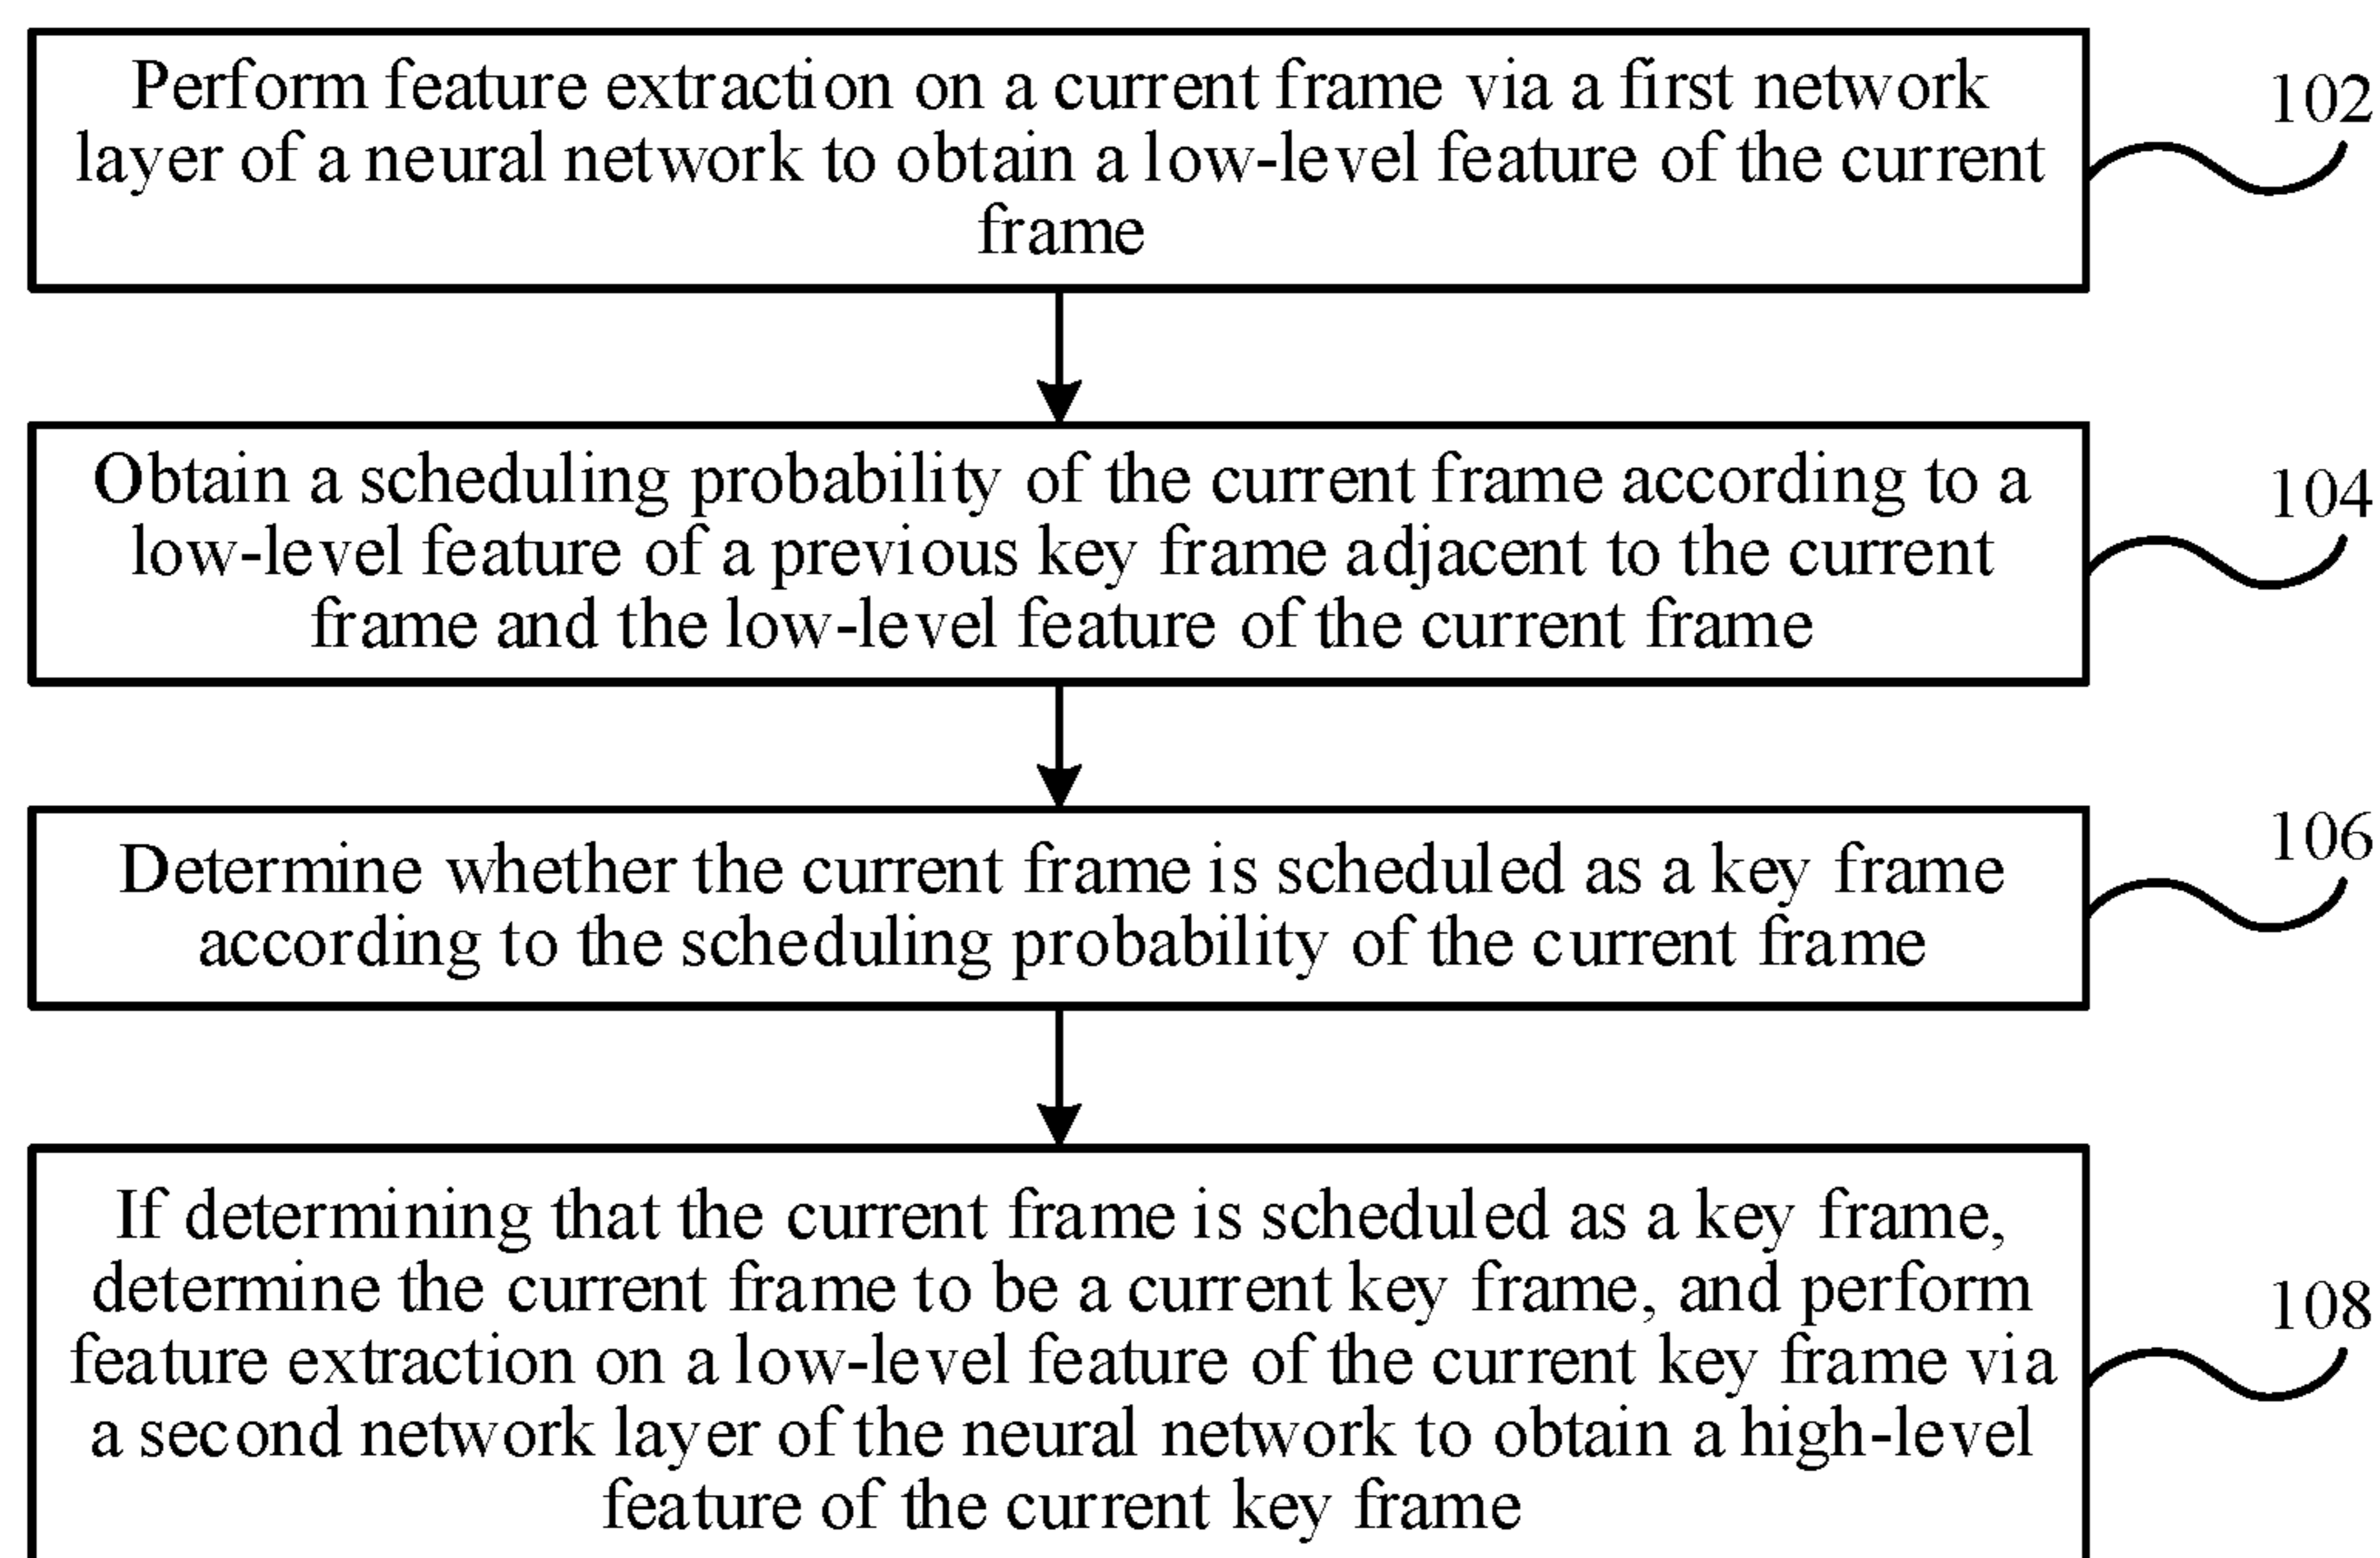 Perform feature extraction on a current frame via a first network
layer of a neural network to obtain a low-level feature of the current
frame
102
Obtain a scheduling probability of the current frame according to a
low-level feature of a previous key frame adjacent to the current
frame and the low-level feature of the current frame
104
Determine whether the current frame is scheduled as a key frame
according to the scheduling probability of the current frame
106
If determining that the current frame is scheduled as a key frame,
determine the current frame to be a current key frame, and perform
feature extraction on a low-level feature of the current key frame via
a second network layer of the neural network to obtain a high-level
feature of the current key frame
108